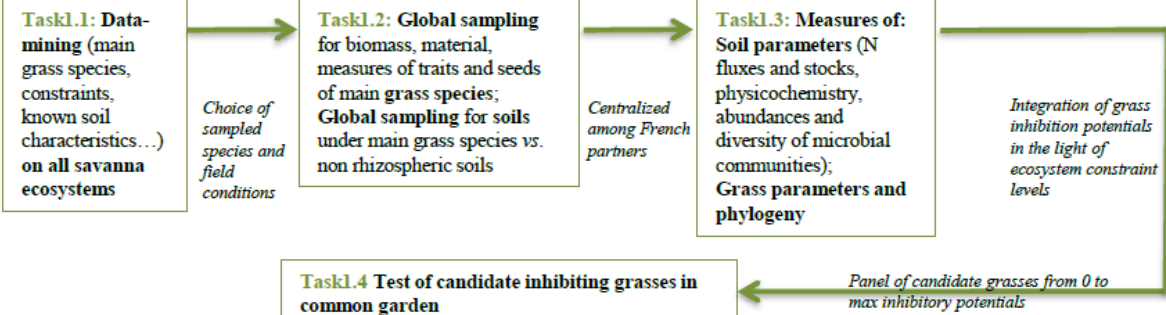 Task1.1: Data-
mining (main
grass species,
constraints,
known soil
characteristics…)
on all savanna
ecosystems
Choice of
sampled
species and
field
conditions
Task1.2: Global sampling
for biomass, material,
measures of traits and seeds
of main grass species;
Global sampling for soils
under main grass species vs.
non rhizospheric soils
Centralized
among French
partners
Task1.3: Measures of:
Soil parameters (N
fluxes and stocks,
physicochemistry,
abundances and
diversity of microbial
communities);
Grass parameters and
phylogeny
Integration of grass
inhibition potentials
in the light of
ecosystem constraint
levels
Panel of candidate grasses from 0 to
max inhibitory potentials
Task1.4 Test of candidate inhibiting grasses in
common garden